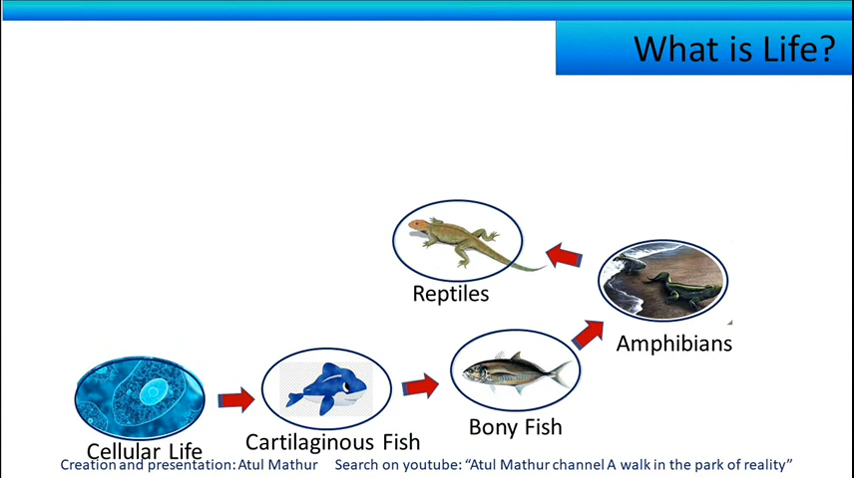 What is Life?
Reptiles
Amphibians
Bony Fish
Cartilaginous Fish
Cellular Life
Creation and presentation: Atul Mathur Search on youtube: “Atul Mathur channel A walk in the park of reality”